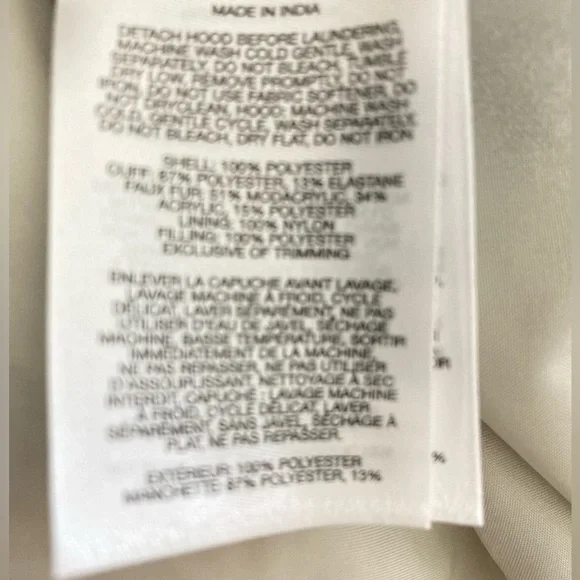 MADE IN INDIA
DETACH HOOD BEFORE LAUNDERING,
MACHINE WASH COLD GENTLE, WASH
SEPARATELY, DO NOT BLEACH, TUMBLE
DRY LOW, REMOVE PROMPTLY, DO NOT
IRON, DO NOT USE FABRIC SOFTENER, DO
NOT DRYCLEAN, HOOD: MACHINE WASH
COLD, GENTLE CYCLE, WASH SEPARATELY,
DO NOT BLEACH, DRY FLAT, DO NOT IRON
SHELL: 100% POLYESTER
CUFF: 87% POLYESTER, 13% ELASTANE
FAUX FUR: 51% MODACRYLIC, 34%
ACRYLIC, 15% POLYESTER
LINING: 100% NYLON
FILLING: 100% POLYESTER
EXCLUSIVE OF TRIMMING
ENLEVER LA CAPUCHE AVANT LAVAGE,
LAVAGE MACHINE À FROID, CYCLE
DÉLICAT, LAVER SÉPARÉMENT, NE PAS
UTILISER D'EAU DE JAVEL, SÉCHAGE
MACHINE, BASSE TEMPÉRATURE, SORTIR
IMMÉDIATEMENT DE LA MACHINE,
NE PAS REPASSER, NE PAS UTILISER
D'ASSOUPLISSANT, NETTOYAGE À SEC
INTERDIT, CAPUCHE : LAVAGE MACHINE
À FROID, CYCLE DÉLICAT, LAVER
SÉPARÉMENT, SANS JAVEL, SÉCHAGE À
PLAT, NE PAS REPASSER.
EXTÉRIEUR: 100% POLYESTER
MANCHETTE: 87% POLYESTER, 13%
%